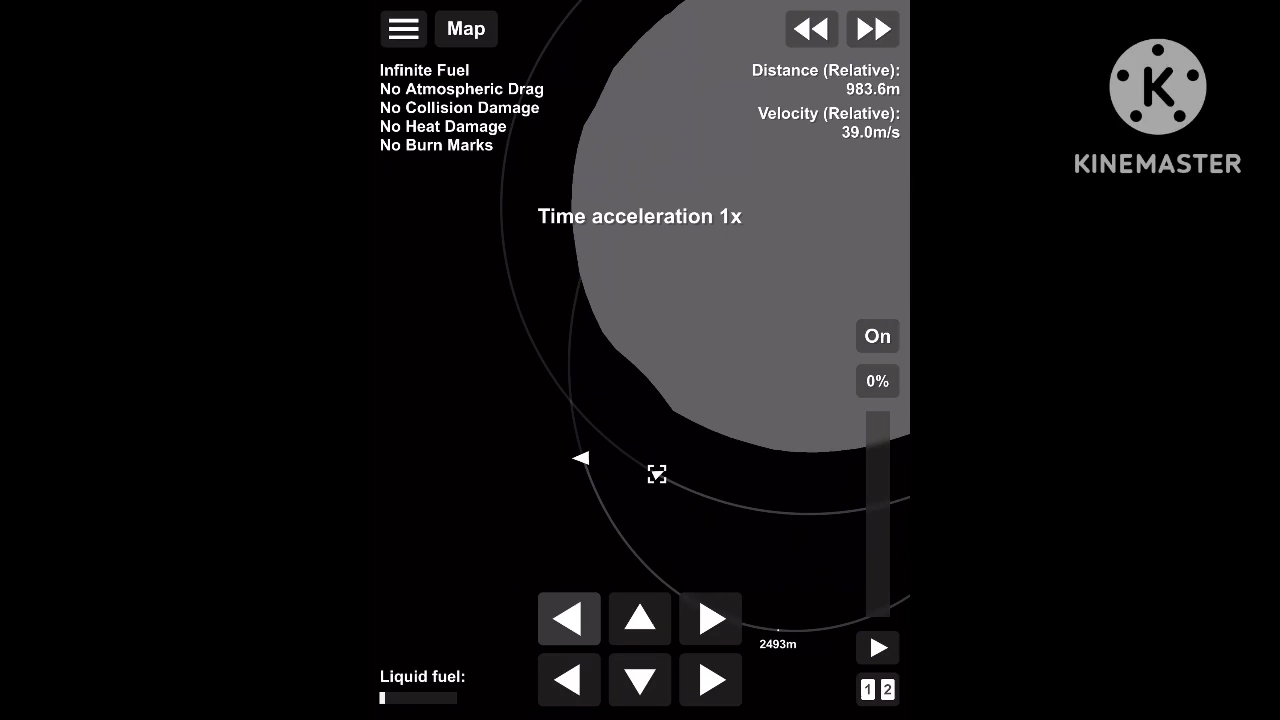 Map
Infinite Fuel
No Atmospheric Drag
No Collision Damage
No Heat Damage
No Burn Marks
Distance (Relative):
983.6m
Velocity (Relative):
39.0m/s
K
KINEMASTER
Time acceleration 1x
On
0%
2493m
Liquid fuel:
1 2